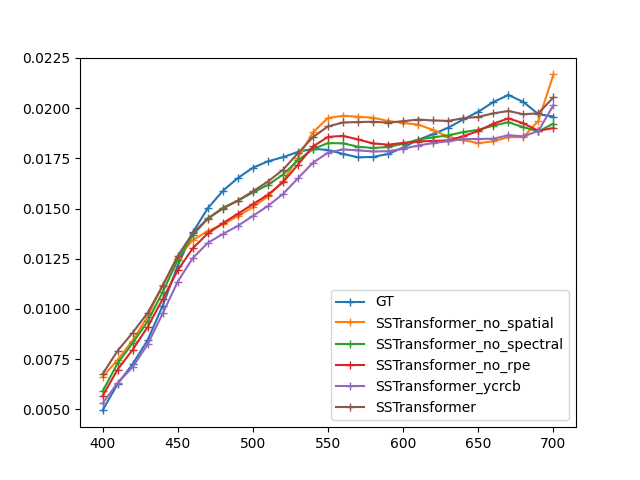 0.0225
0.0200
0.0175
0.0150
0.0125
0.0100
0.0075
0.0050
400 450 500 550 600 650 700
GT
SSTransformer_no_spatial
SSTransformer_no_spectral
SSTransformer_no_rpe
SSTransformer_ycrcb
SSTransformer